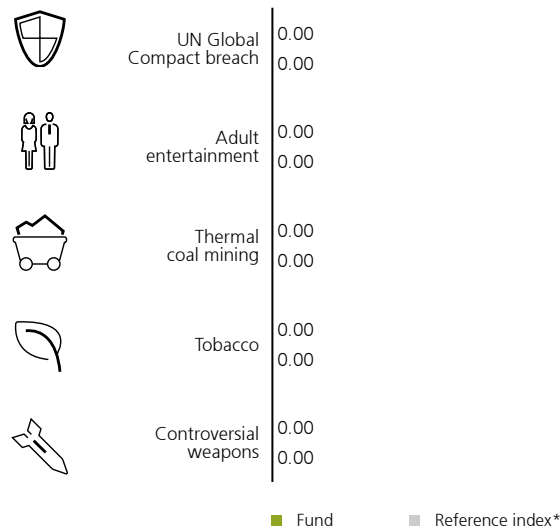 UN Global
Compact breach
0.00
0.00
Adult
entertainment
0.00
0.00
Thermal
coal mining
0.00
0.00
Tobacco
0.00
0.00
Controversial
weapons
0.00
0.00
Fund
Reference index*